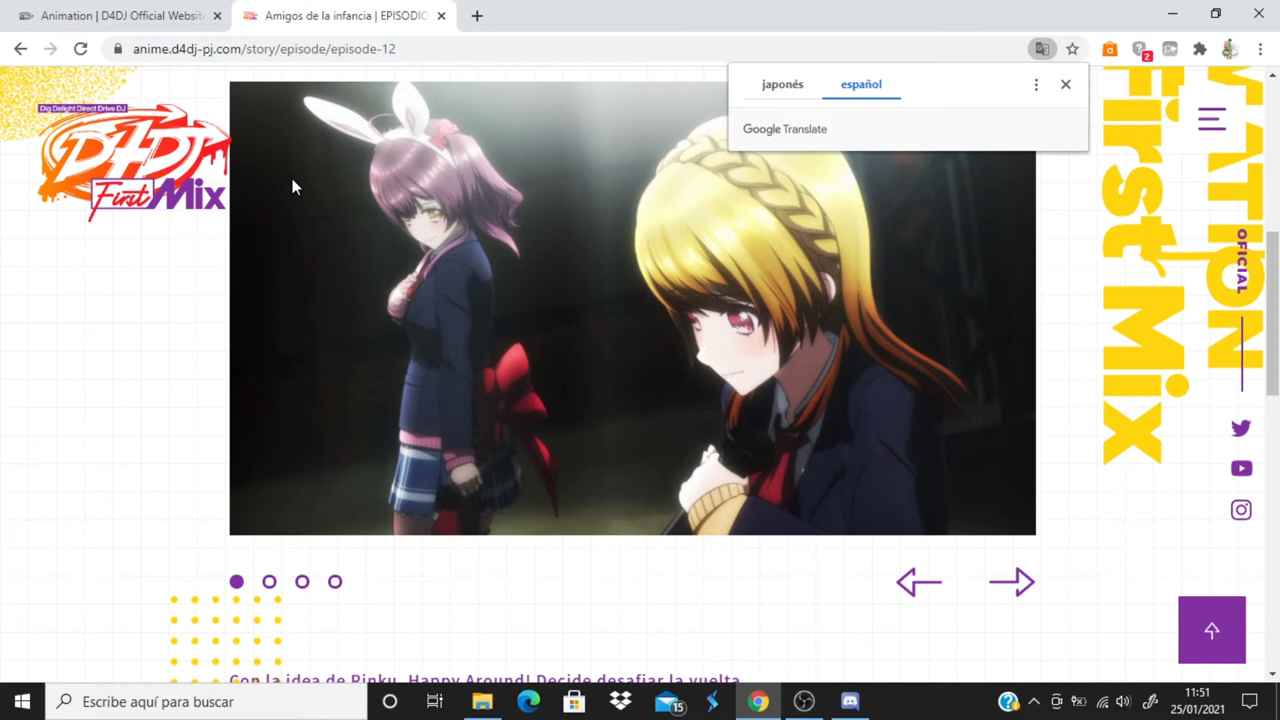 Animation | D4DJ Official Website
Amigos de la infancia | EPISODIO
anime.d4dj-pj.com/story/episode/episode-12
2
japonés
español
Google Translate
Dig Delight Direct Drive DJ
D4DJ
First Mix
First Mix
OFICIAL
Con la idea de Rinku, Happy Around! Decide desafiar la vuelta
Escribe aquí para buscar
15
11:51
25/01/2021